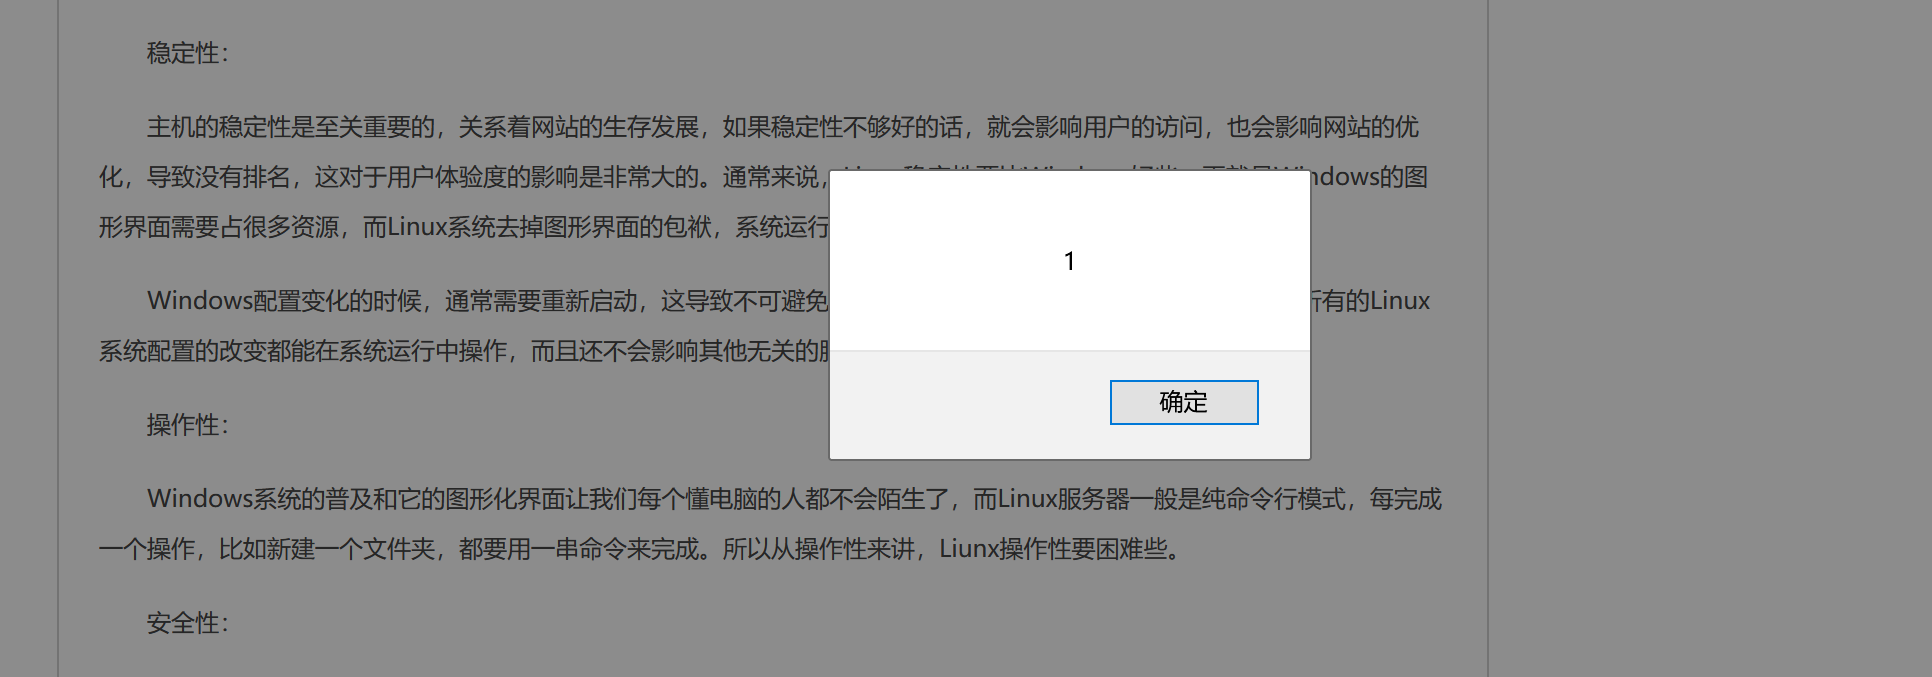 稳定性：
主机的稳定性是至关重要的，关系着网站的生存发展，如果稳定性不够好的话，就会影响用户的访问，也会影响网站的优
化，导致没有排名，这对于用户体验度的影响是非常大的。通常来说，
ndows的图
形界面需要占很多资源，而Linux系统去掉图形界面的包袱，系统运行
1
Windows配置变化的时候，通常需要重新启动，这导致不可避免
所有的Linux
系统配置的改变都能在系统运行中操作，而且还不会影响其他无关的
确定
操作性：
Windows系统的普及和它的图形化界面让我们每个懂电脑的人都不会陌生了，而Linux服务器一般是纯命令行模式，每完成
一个操作，比如新建一个文件夹，都要用一串命令来完成。所以从操作性来讲，Liunx操作性要困难些。
安全性：